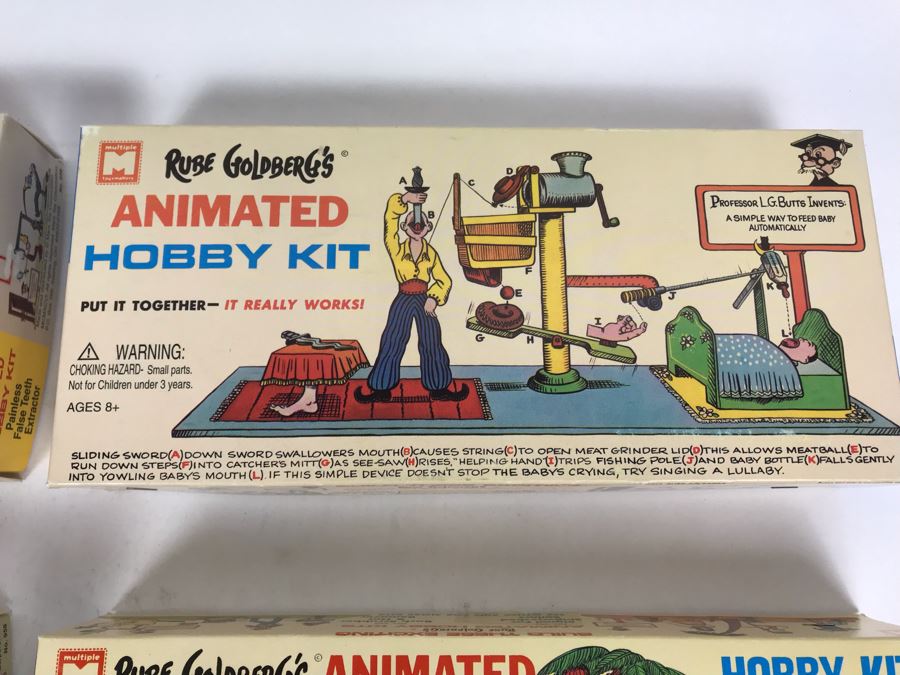 multiple
M
toymakers
RUBE GOLDBERG'S ©
ANIMATED
HOBBY KIT
PUT IT TOGETHER— IT REALLY WORKS!
WARNING:
CHOKING HAZARD- Small parts.
Not for Children under 3 years.
AGES 8+
A
B
C
D
E
F
G
H
I
J
K
L
PROFESSOR L.G. BUTTS INVENTS:
A SIMPLE WAY TO FEED BABY
AUTOMATICALLY
SLIDING SWORD(A)DOWN SWORD SWALLOWERS MOUTH(B)CAUSES STRING(C)TO OPEN MEAT GRINDER LID(D)THIS ALLOWS MEATBALL(E)TO
RUN DOWN STEPS(F)INTO CATCHERS MITT(G)AS SEE-SAW(H)RISES,"HELPING HAND"(I)TRIPS FISHING POLE(J)AND BABY BOTTLE(K)FALLS GENTLY
INTO YOWLING BABY'S MOUTH(L).IF THIS SIMPLE DEVICE DOESNT STOP THE BABYS CRYING, TRY SINGING A LULLABY.
BBY KIT
Painless
False Teeth
Extractor
multiple
RUBE GOLDBERG'S © ANIMATED HOBBY KIT